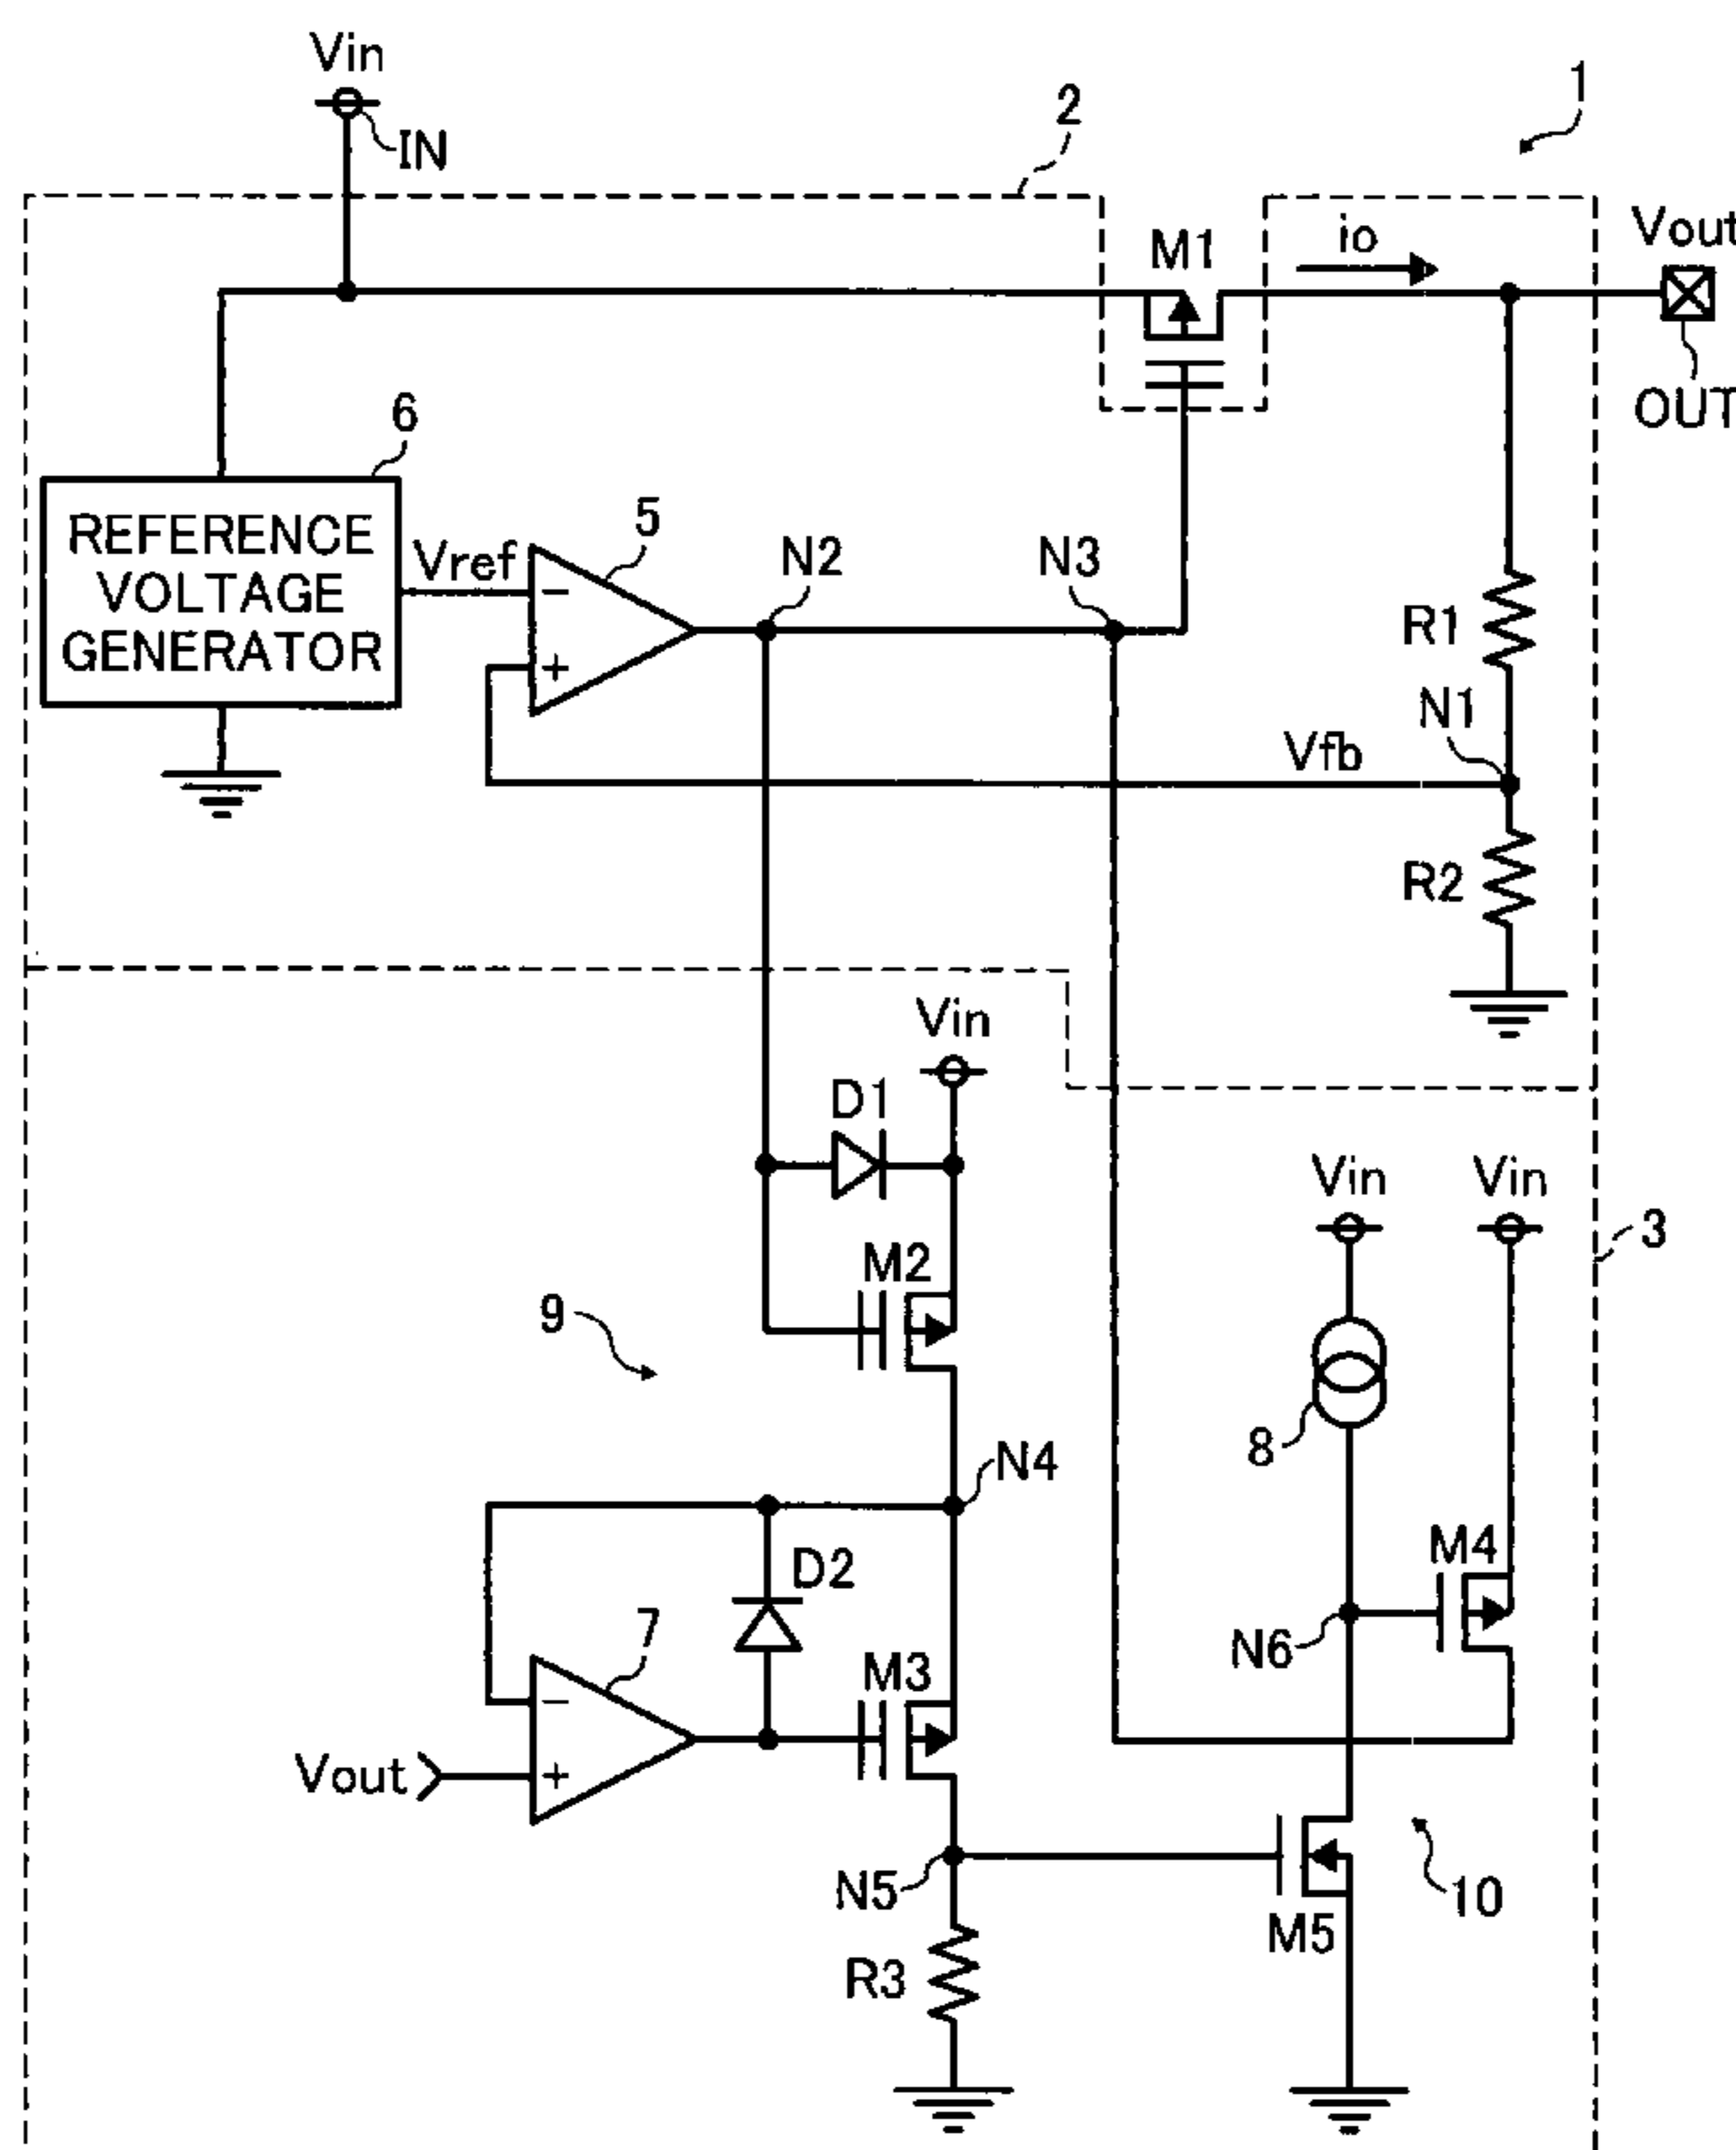 Vin
IN
2
1
M1
io
Vout
OUT
6
REFERENCE
VOLTAGE
GENERATOR
Vref
5
−
+
N2
N3
R1
N1
Vfb
R2
Vin
D1
M2
9
Vin
Vin
3
8
N4
D2
M4
N6
7
M3
−
+
Vout
N5
M5
10
R3